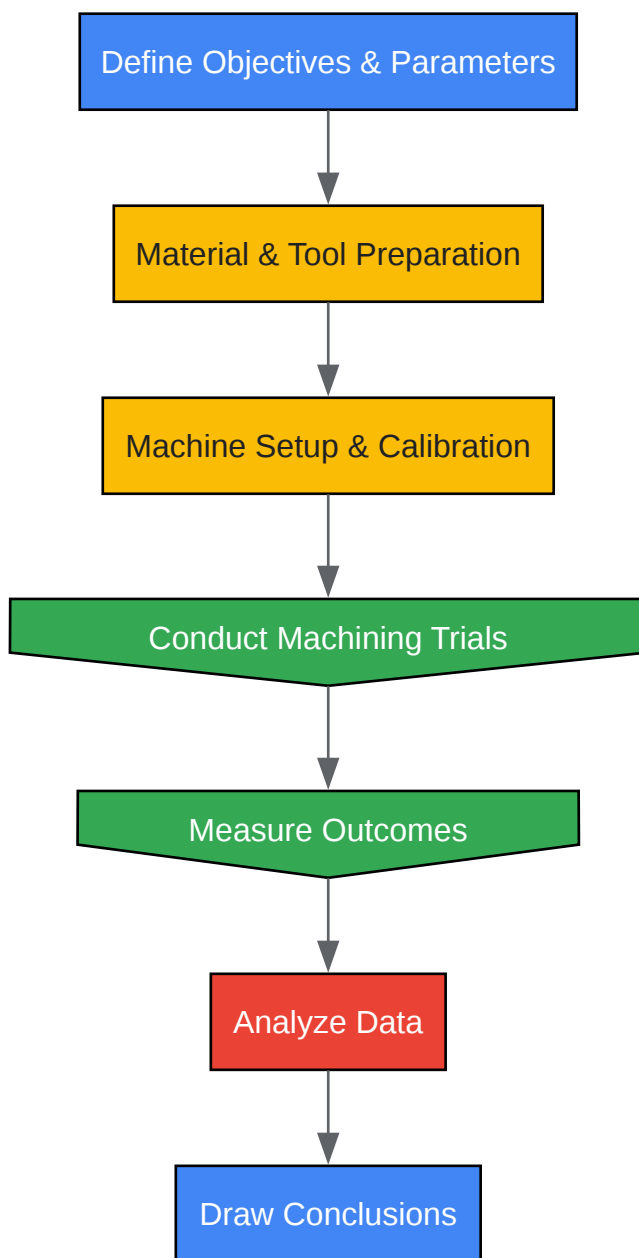 Define Objectives & Parameters
Material & Tool Preparation
Machine Setup & Calibration
Conduct Machining Trials
Measure Outcomes
Analyze Data
Draw Conclusions